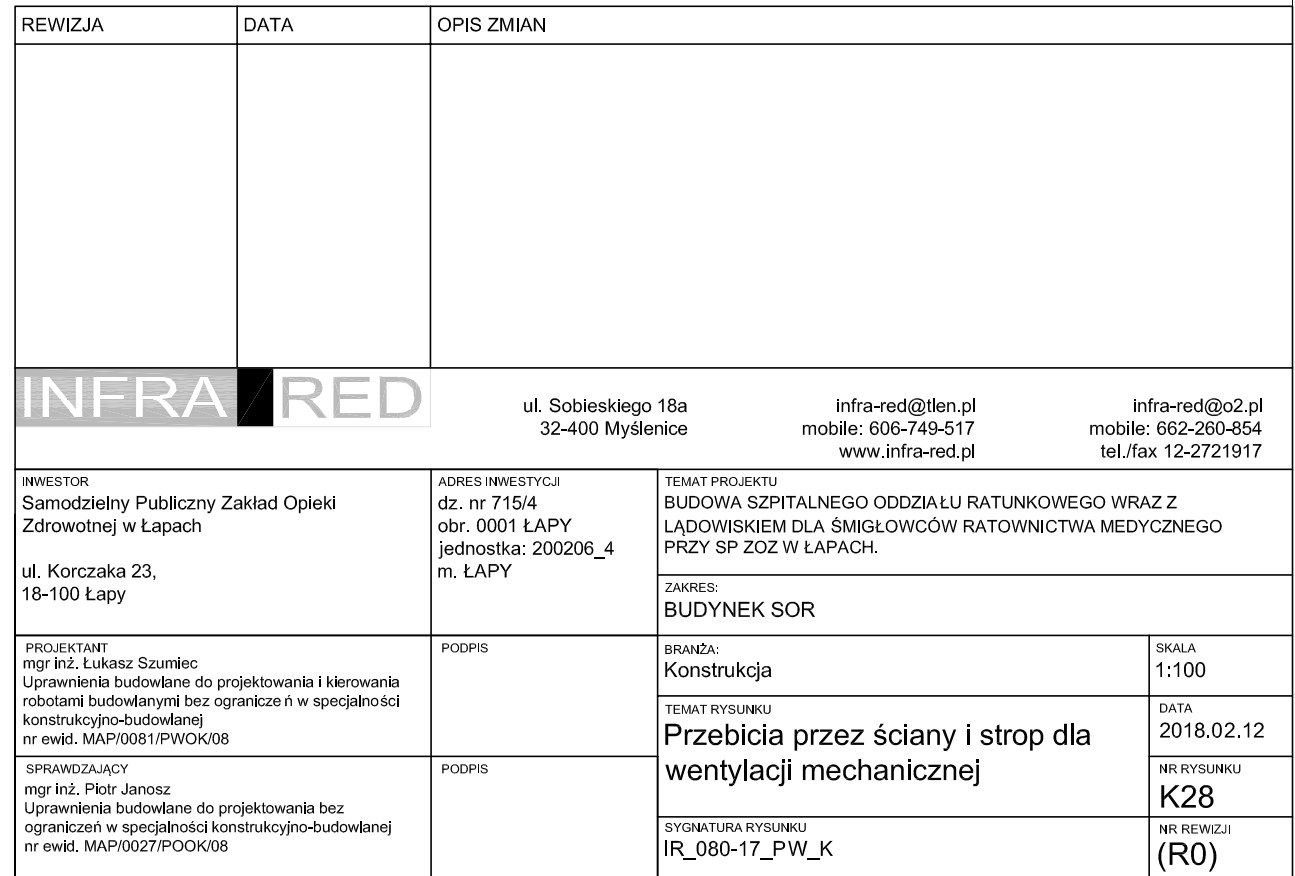 REWIZJA
DATA
OPIS ZMIAN
INFRA RED
ul. Sobieskiego 18a
32-400 Myślenice
infra-red@tlen.pl
mobile: 606-749-517
www.infra-red.pl
infra-red@o2.pl
mobile: 662-260-854
tel./fax 12-2721917
INWESTOR
Samodzielny Publiczny Zakład Opieki
Zdrowotnej w Łapach
ul. Korczaka 23,
18-100 Łapy
ADRES INWESTYCJI
dz. nr 715/4
obr. 0001 ŁAPY
jednostka: 200206_4
m. ŁAPY
TEMAT PROJEKTU
BUDOWA SZPITALNEGO ODDZIAŁU RATUNKOWEGO WRAZ Z
LĄDOWISKIEM DLA ŚMIGŁOWCÓW RATOWNICTWA MEDYCZNEGO
PRZY SP ZOZ W ŁAPACH.
ZAKRES:
BUDYNEK SOR
PROJEKTANT
mgr inż. Łukasz Szumiec
Uprawnienia budowlane do projektowania i kierowania
robotami budowlanymi bez ograniczeń w specjalności
konstrukcyjno-budowlanej
nr ewid. MAP/0081/PWOK/08
PODPIS
BRANŻA:
Konstrukcja
SKALA
1:100
TEMAT RYSUNKU
Przebicia przez ściany i strop dla
wentylacji mechanicznej
DATA
2018.02.12
SPRAWDZAJĄCY
mgr inż. Piotr Janosz
Uprawnienia budowlane do projektowania bez
ograniczeń w specjalności konstrukcyjno-budowlanej
nr ewid. MAP/0027/POOK/08
PODPIS
NR RYSUNKU
K28
SYGNATURA RYSUNKU
IR_080-17_PW_K
NR REWIZJI
(R0)